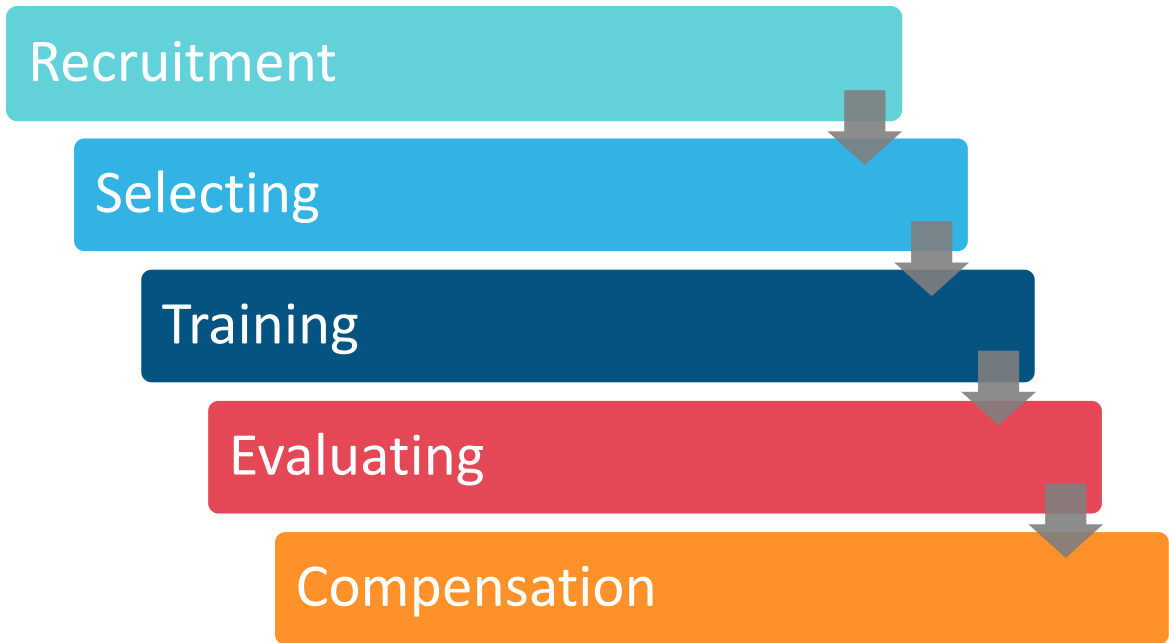 Recruitment
Selecting
Training
Evaluating
Compensation